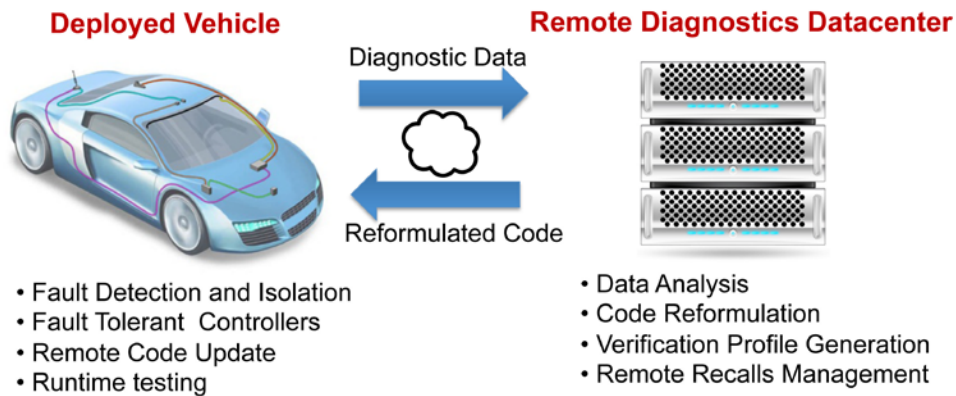 Deployed Vehicle
Remote Diagnostics Datacenter
Diagnostic Data
Reformulated Code
• Fault Detection and Isolation
• Fault Tolerant Controllers
• Remote Code Update
• Runtime testing
• Data Analysis
• Code Reformulation
• Verification Profile Generation
• Remote Recalls Management